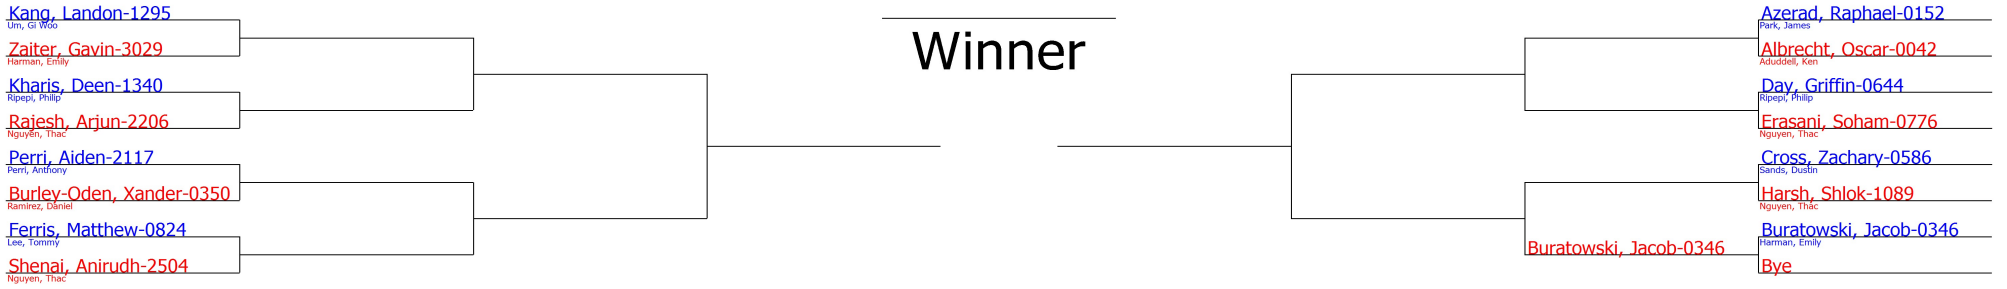 Kang, Landon-1295
Um, Gi Woo
Zaiter, Gavin-3029
Harman, Emily
Kharis, Deen-1340
Ripepi, Philip
Rajesh, Arjun-2206
Nguyen, Thac
Perri, Aiden-2117
Perri, Anthony
Burley-Oden, Xander-0350
Ramirez, Daniel
Ferris, Matthew-0824
Lee, Tommy
Shenai, Anirudh-2504
Nguyen, Thac
Winner
Azerad, Raphael-0152
Park, James
Albrecht, Oscar-0042
Aduddell, Ken
Day, Griffin-0644
Ripepi, Philip
Erasani, Soham-0776
Nguyen, Thac
Cross, Zachary-0586
Sands, Dustin
Harsh, Shlok-1089
Nguyen, Thac
Buratowski, Jacob-0346
Harman, Emily
Buratowski, Jacob-0346
Bye